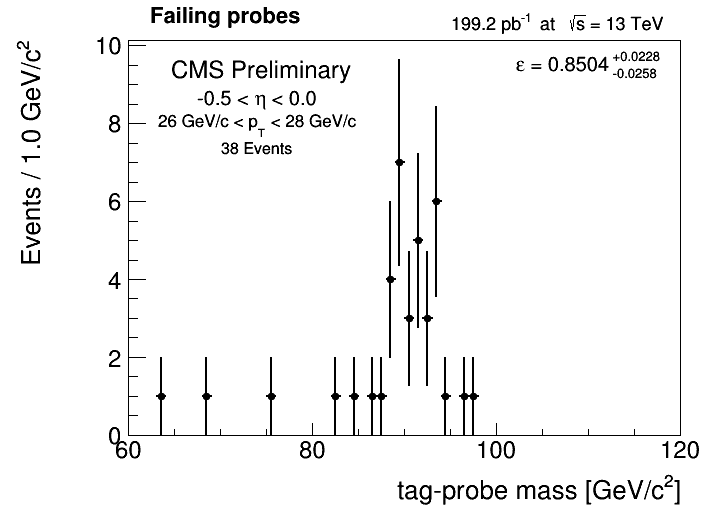 Failing probes
199.2 pb⁻¹ at √s = 13 TeV
CMS Preliminary
ε = 0.8504 +0.0228 -0.0258
-0.5 < η < 0.0
26 GeV/c < p_T < 28 GeV/c
38 Events
Events / 1.0 GeV/c²
10
8
6
4
2
0
60 80 100 120
tag-probe mass [GeV/c²]